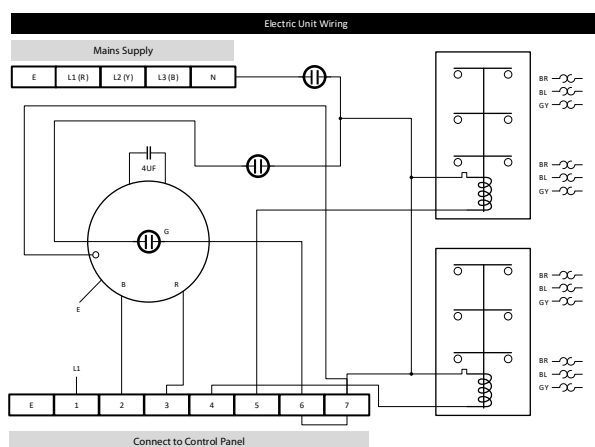 Electric Unit Wiring
Mains Supply
E L1 (R) L2 (Y) L3 (B) N
BR
BL
GY
BR
BL
GY
4UF
G
B R
E
BR
BL
GY
BR
BL
GY
L1
E 1 2 3 4 5 6 7
Connect to Control Panel